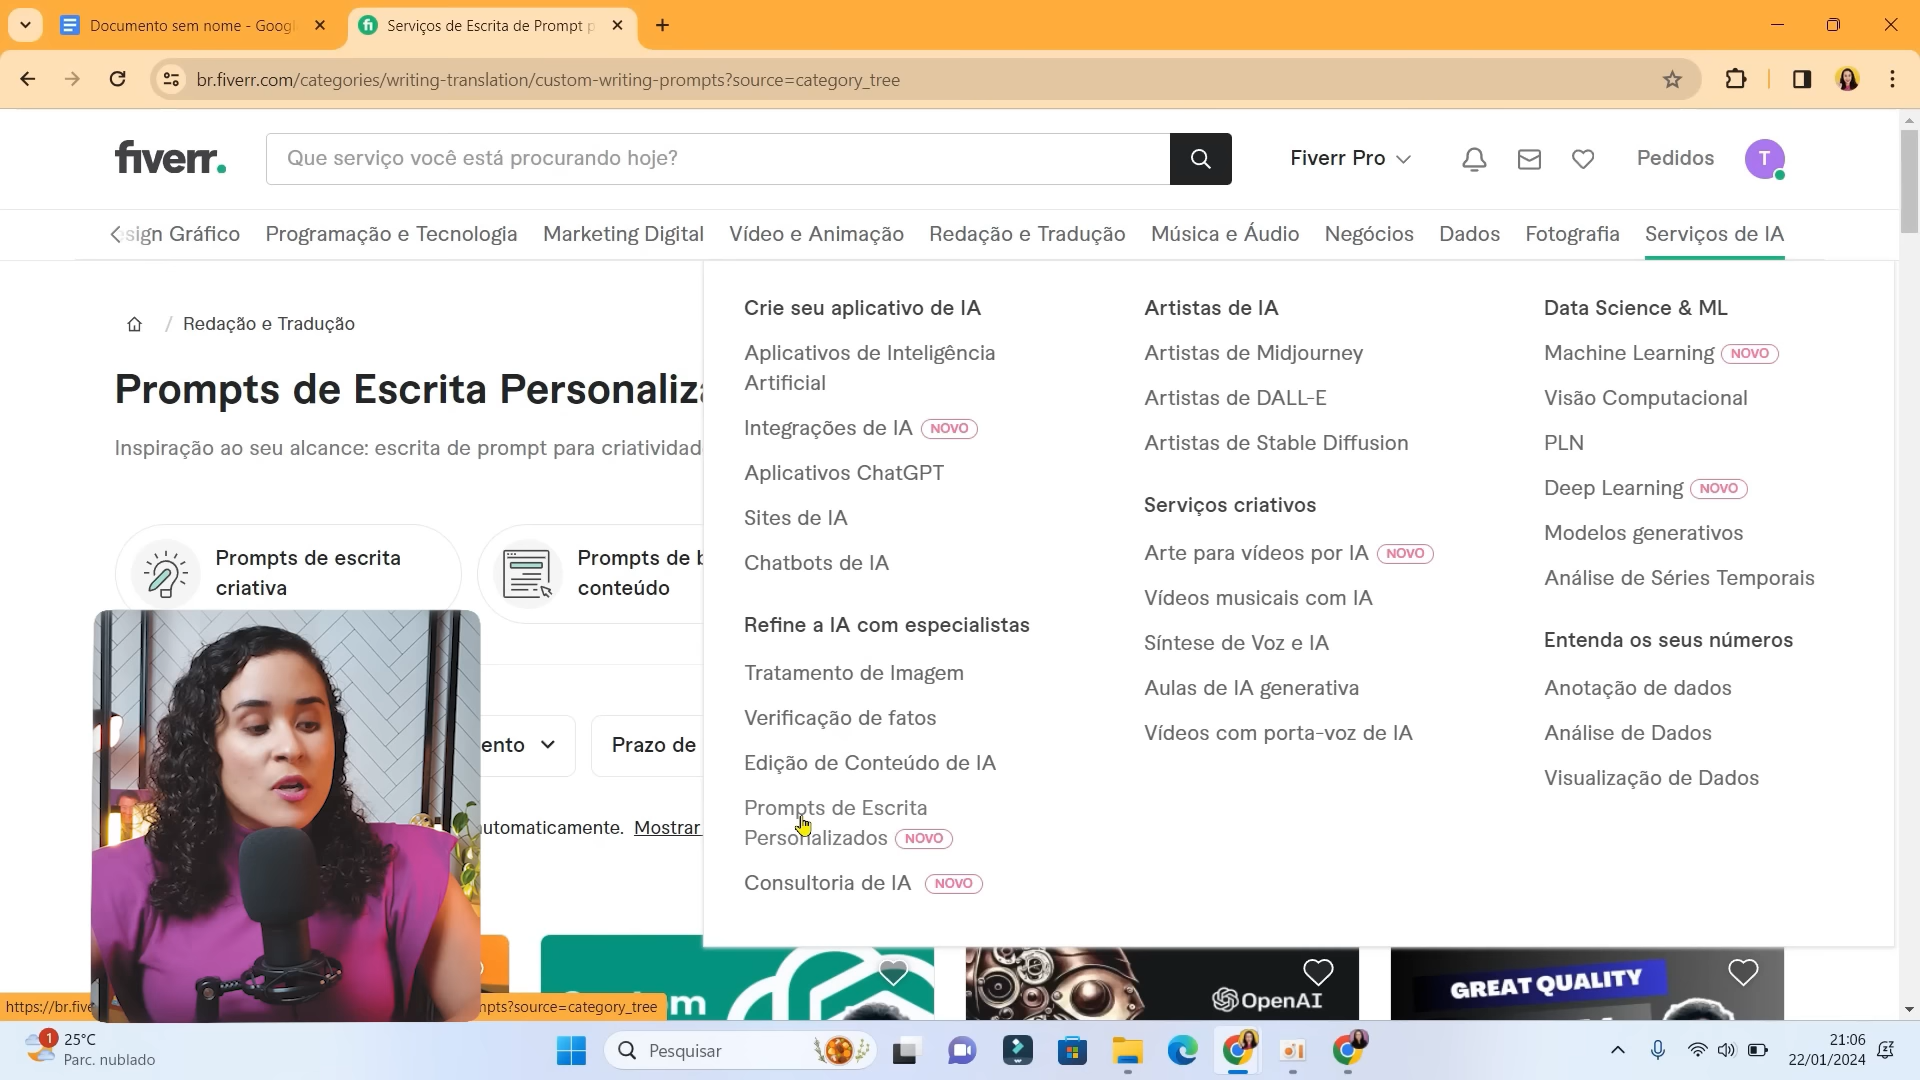 Documento sem nome - Googl
Serviços de Escrita de Prompt p
br.fiverr.com/categories/writing-translation/custom-writing-prompts?source=category_tree
fiverr.
Que serviço você está procurando hoje?
Fiverr Pro
Pedidos
T
esign Gráfico
Programação e Tecnologia
Marketing Digital
Vídeo e Animação
Redação e Tradução
Música e Áudio
Negócios
Dados
Fotografia
Serviços de IA
/ Redação e Tradução
Prompts de Escrita Personaliza
Inspiração ao seu alcance: escrita de prompt para criatividad
Prompts de escrita
criativa
Prompts de b
conteúdo
ento
Prazo de
utomaticamente. Mostrar
Crie seu aplicativo de IA
Aplicativos de Inteligência
Artificial
Integrações de IA NOVO
Aplicativos ChatGPT
Sites de IA
Chatbots de IA
Refine a IA com especialistas
Tratamento de Imagem
Verificação de fatos
Edição de Conteúdo de IA
Prompts de Escrita
Personalizados NOVO
Consultoria de IA NOVO
Artistas de IA
Artistas de Midjourney
Artistas de DALL-E
Artistas de Stable Diffusion
Serviços criativos
Arte para vídeos por IA NOVO
Vídeos musicais com IA
Síntese de Voz e IA
Aulas de IA generativa
Vídeos com porta-voz de IA
Data Science & ML
Machine Learning NOVO
Visão Computacional
PLN
Deep Learning NOVO
Modelos generativos
Análise de Séries Temporais
Entenda os seus números
Anotação de dados
Análise de Dados
Visualização de Dados
OpenAI
GREAT QUALITY
https://br.five
mpts?source=category_tree
1
25°C
Parc. nublado
Pesquisar
21:06
22/01/2024